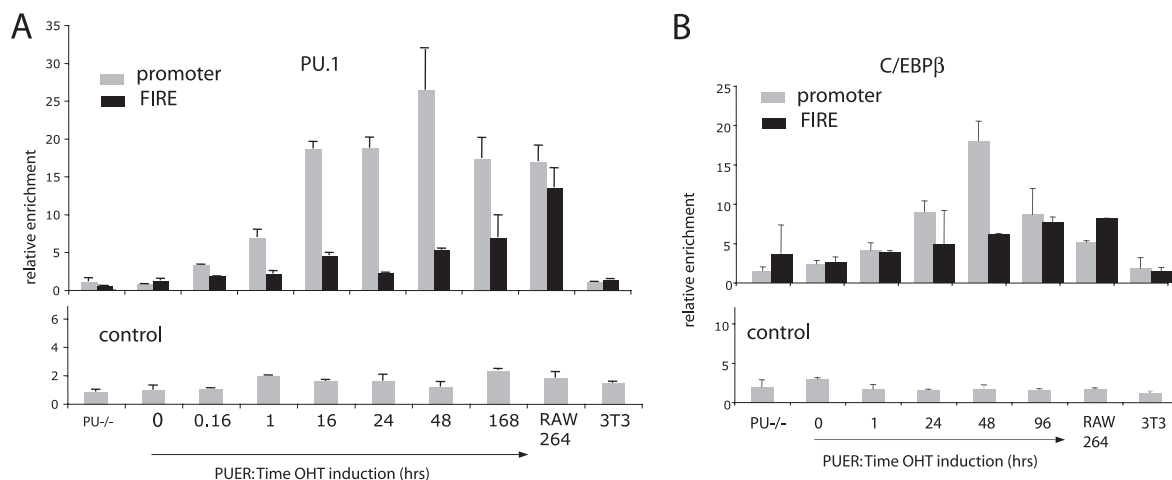 A
PU.1
promoter
FIRE
relative enrichment
35
30
25
20
15
10
5
0
control
6
4
2
0
PU-/- 0 0.16 1 16 24 48 168 RAW 264 3T3
PUER: Time OHT induction (hrs)
B
C/EBPβ
promoter
FIRE
relative enrichment
25
20
15
10
5
0
control
10
5
0
PU-/- 0 1 24 48 96 RAW 264 3T3
PUER: Time OHT induction (hrs)